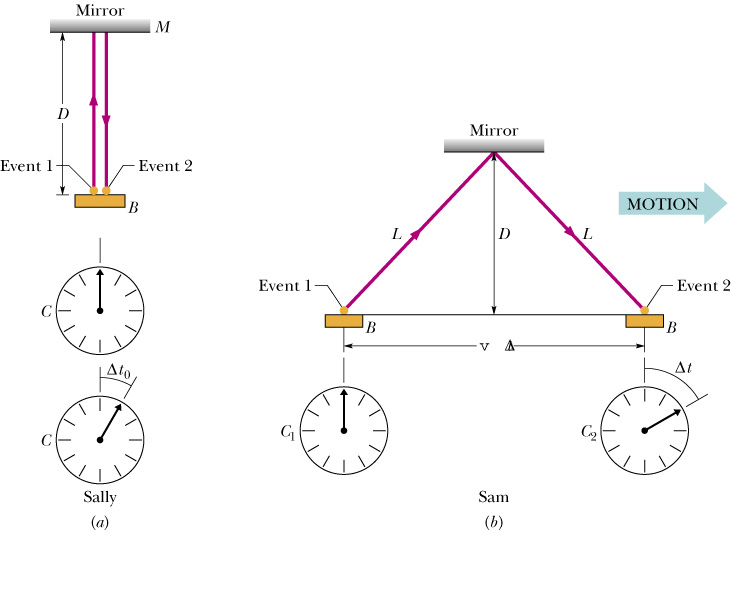 Mirror
M
D
Event 1
Event 2
B
C
Δt₀
C
Sally
(a)
Mirror
MOTION
L
D
L
Event 1
Event 2
B
B
v Δ
Δt
C₁
C₂
Sam
(b)